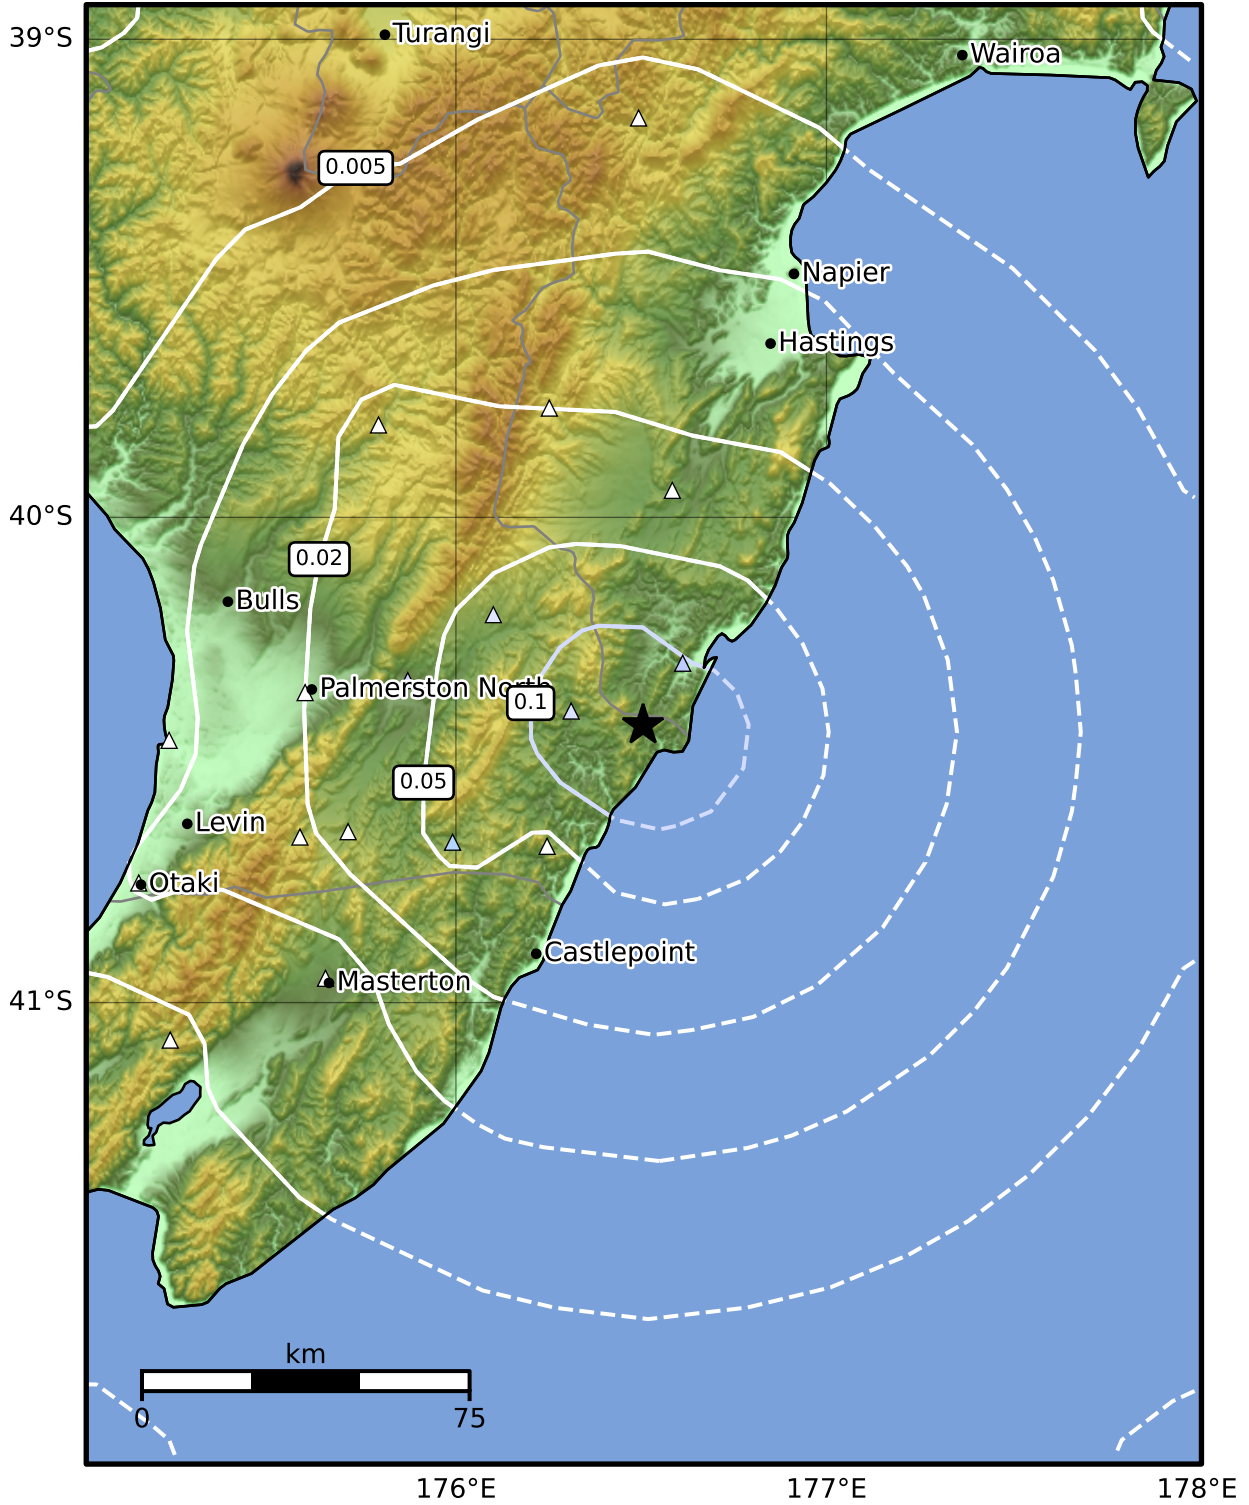 39°S
Turangi
Wairoa
0.005
Napier
Hastings
40°S
0.02
Bulls
Palmerston North
0.1
0.05
Levin
Otaki
Castlepoint
41°S
Masterton
km
0
75
176°E
177°E
178°E